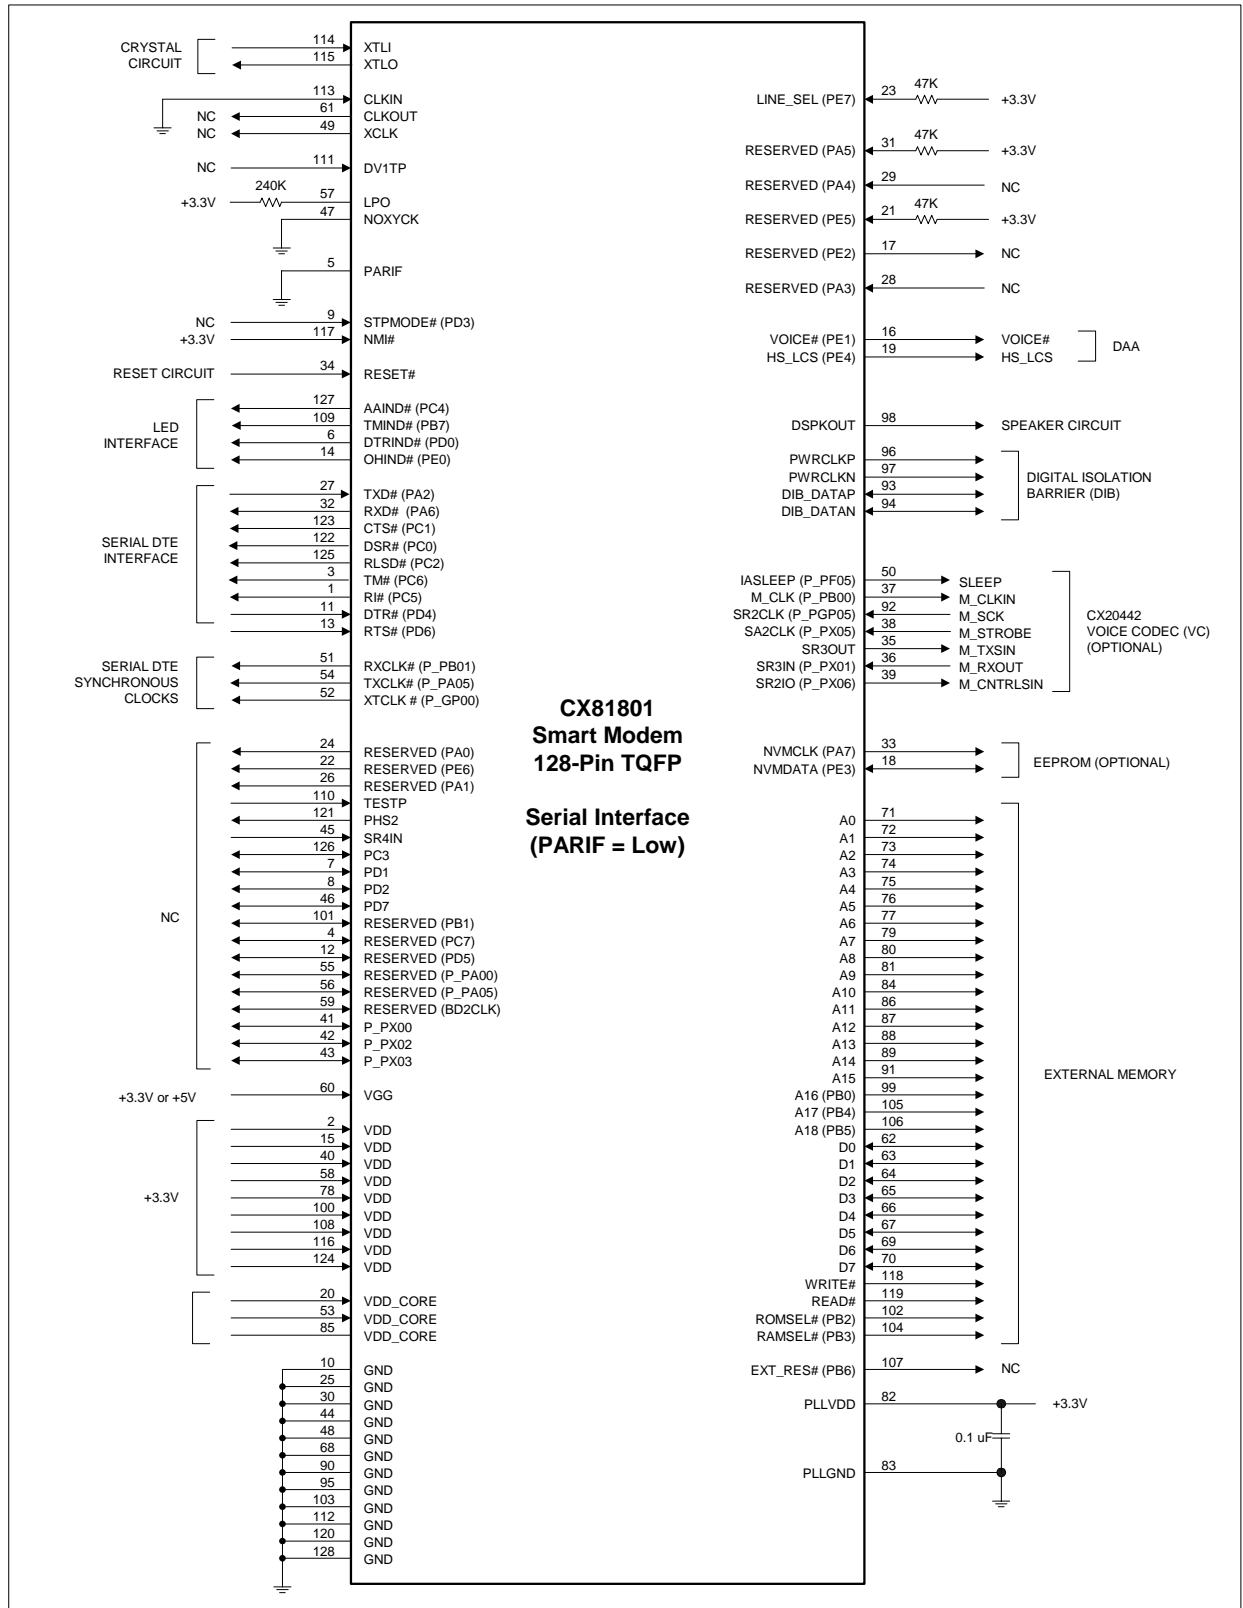 CRYSTAL
CIRCUIT
114 XTLI
115 XTLO
113 CLKIN
NC 61 CLKOUT
NC 49 XCLK
NC 111 DV1TP
240K
+3.3V 57 LPO
47 NOXYCK
5 PARIF
NC 9 STPMODE# (PD3)
+3.3V 117 NMI#
RESET CIRCUIT 34 RESET#
LED
INTERFACE
127 AAIND# (PC4)
109 TMIND# (PB7)
6 DTRIND# (PD0)
14 OHIND# (PE0)
SERIAL DTE
INTERFACE
27 TXD# (PA2)
32 RXD# (PA6)
123 CTS# (PC1)
122 DSR# (PC0)
125 RLSD# (PC2)
3 TM# (PC6)
1 RI# (PC5)
11 DTR# (PD4)
13 RTS# (PD6)
SERIAL DTE
SYNCHRONOUS
CLOCKS
51 RXCLK# (P_PB01)
54 TXCLK# (P_PA05)
52 XTCLK # (P_GP00)
NC
24 RESERVED (PA0)
22 RESERVED (PE6)
26 RESERVED (PA1)
110 TESTP
121 PHS2
45 SR4IN
126 PC3
7 PD1
8 PD2
46 PD7
101 RESERVED (PB1)
4 RESERVED (PC7)
12 RESERVED (PD5)
55 RESERVED (P_PA00)
56 RESERVED (P_PA05)
59 RESERVED (BD2CLK)
41 P_PX00
42 P_PX02
43 P_PX03
+3.3V or +5V 60 VGG
+3.3V
2 VDD
15 VDD
40 VDD
58 VDD
78 VDD
100 VDD
108 VDD
116 VDD
124 VDD
20 VDD_CORE
53 VDD_CORE
85 VDD_CORE
10 GND
25 GND
30 GND
44 GND
48 GND
68 GND
90 GND
95 GND
103 GND
112 GND
120 GND
128 GND
CX81801
Smart Modem
128-Pin TQFP
Serial Interface
(PARIF = Low)
47K
LINE_SEL (PE7) 23 +3.3V
47K
RESERVED (PA5) 31 +3.3V
RESERVED (PA4) 29 NC
47K
RESERVED (PE5) 21 +3.3V
RESERVED (PE2) 17 NC
RESERVED (PA3) 28 NC
VOICE# (PE1) 16 VOICE#
HS_LCS (PE4) 19 HS_LCS
DAA
DSPKOUT 98 SPEAKER CIRCUIT
PWRCLKP 96
PWRCLKN 97
DIB_DATAP 93
DIB_DATAN 94
DIGITAL ISOLATION
BARRIER (DIB)
IASLEEP (P_PF05) 50 SLEEP
M_CLK (P_PB00) 37 M_CLKIN
SR2CLK (P_PGP05) 92 M_SCK
SA2CLK (P_PX05) 38 M_STROBE
SR3OUT 35 M_TXSIN
SR3IN (P_PX01) 36 M_RXOUT
SR2IO (P_PX06) 39 M_CNTRLSIN
CX20442
VOICE CODEC (VC)
(OPTIONAL)
NVMCLK (PA7) 33
NVMDATA (PE3) 18
EEPROM (OPTIONAL)
A0 71
A1 72
A2 73
A3 74
A4 75
A5 76
A6 77
A7 79
A8 80
A9 81
A10 84
A11 86
A12 87
A13 88
A14 89
A15 91
A16 (PB0) 99
A17 (PB4) 105
A18 (PB5) 106
D0 62
D1 63
D2 64
D3 65
D4 66
D5 67
D6 69
D7 70
WRITE# 118
READ# 119
ROMSEL# (PB2) 102
RAMSEL# (PB3) 104
EXTERNAL MEMORY
EXT_RES# (PB6) 107 NC
PLLVDD 82 +3.3V
0.1 uF
PLLGND 83